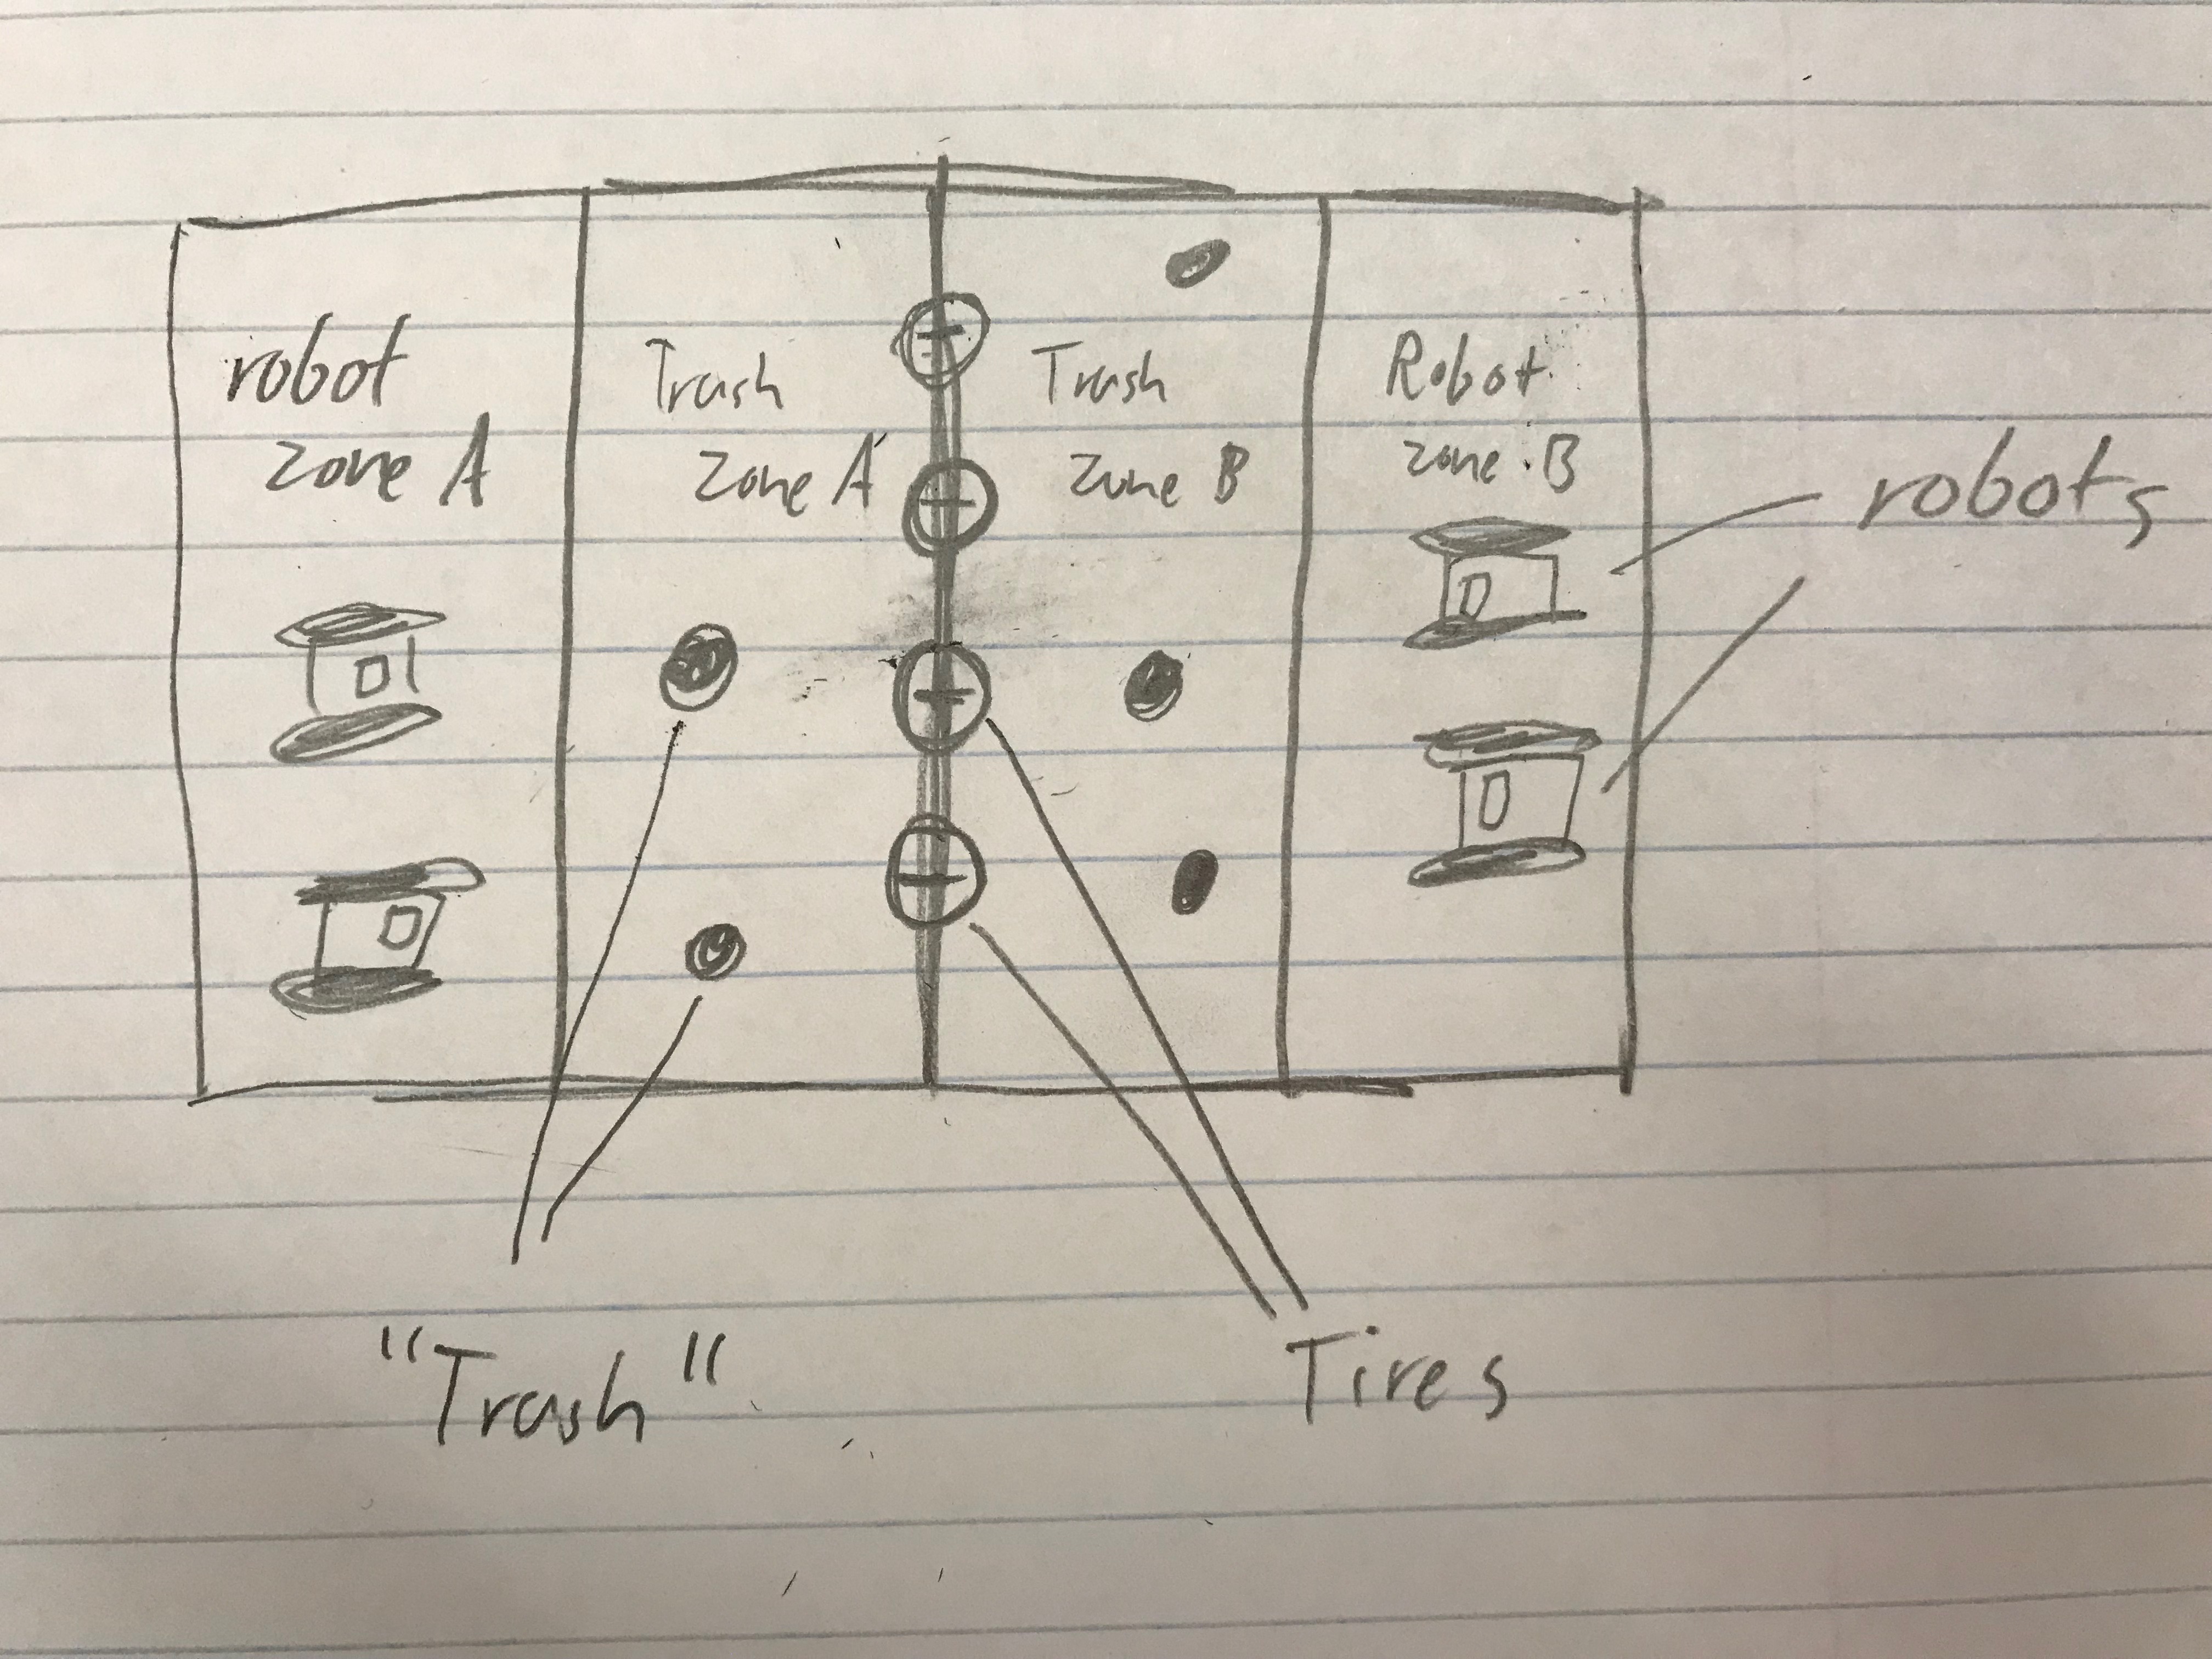 robot
zone A
Trash
zone A
Trash
zone B
Robot
zone B
robots
"Trash"
Tires